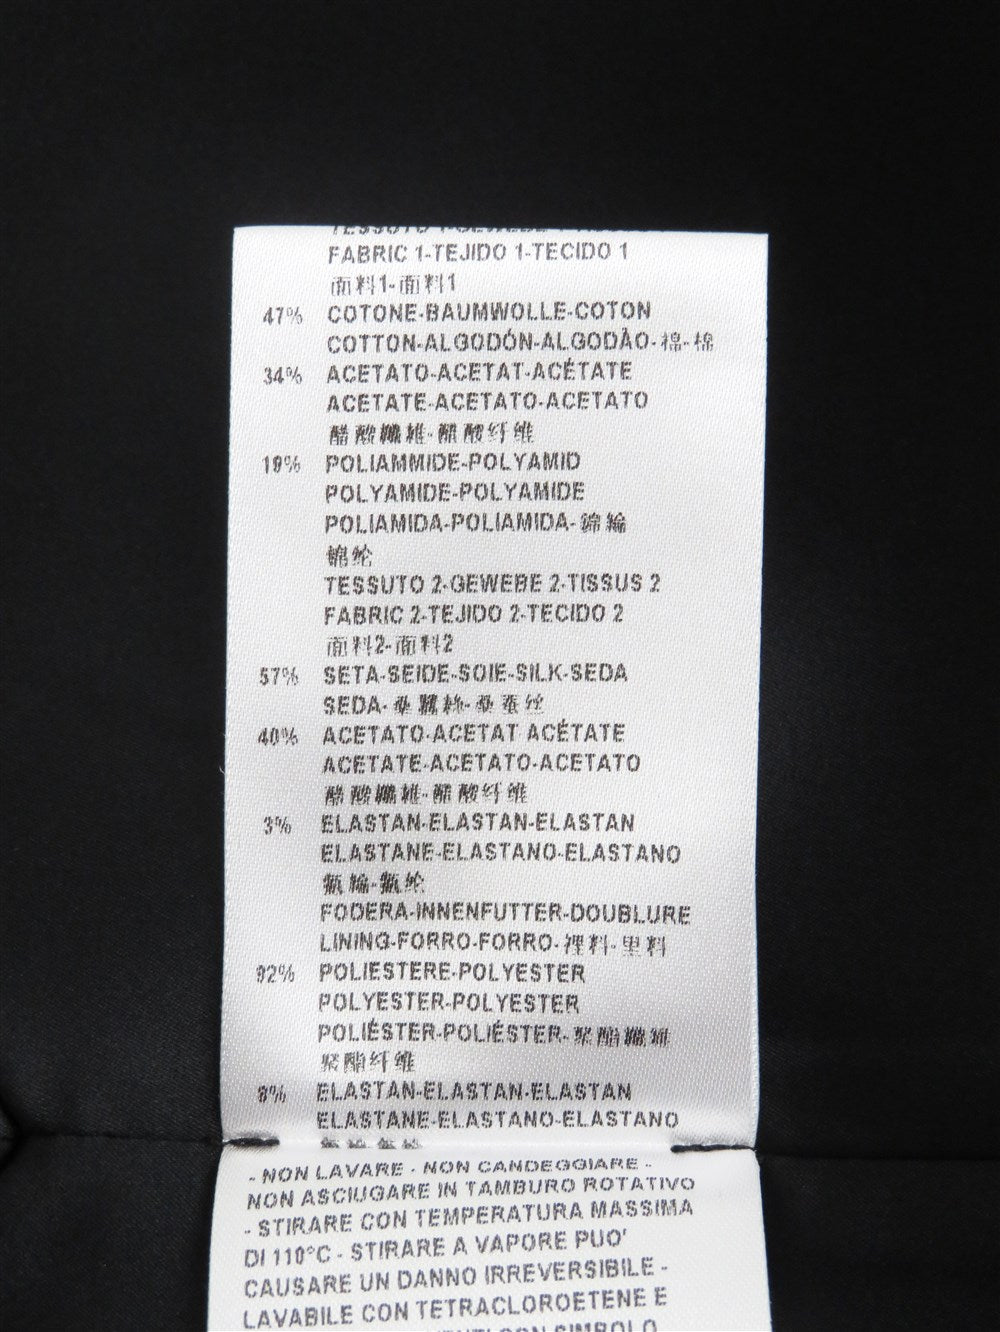 FABRIC 1-TEJIDO 1-TECIDO 1
面料1-面料1
47% COTONE-BAUMWOLLE-COTON
COTTON-ALGODÓN-ALGODÃO-棉-棉
34% ACETATO-ACETAT-ACÉTATE
ACETATE-ACETATO-ACETATO
醋酸纖維-醋酸纤维
19% POLIAMMIDE-POLYAMID
POLYAMIDE-POLYAMIDE
POLIAMIDA-POLIAMIDA-錦綸
锦纶
TESSUTO 2-GEWEBE 2-TISSUS 2
FABRIC 2-TEJIDO 2-TECIDO 2
面料2-面料2
57% SETA-SEIDE-SOIE-SILK-SEDA
SEDA-桑蠶絲-桑蚕丝
40% ACETATO-ACETAT ACÉTATE
ACETATE-ACETATO-ACETATO
醋酸纖維-醋酸纤维
3% ELASTAN-ELASTAN-ELASTAN
ELASTANE-ELASTANO-ELASTANO
氨綸-氨纶
FODERA-INNENFUTTER-DOUBLURE
LINING-FORRO-FORRO-裡料-里料
92% POLIESTERE-POLYESTER
POLYESTER-POLYESTER
POLIÉSTER-POLIÉSTER-聚酯纖維
聚酯纤维
8% ELASTAN-ELASTAN-ELASTAN
ELASTANE-ELASTANO-ELASTANO
- NON LAVARE - NON CANDEGGIARE -
NON ASCIUGARE IN TAMBURO ROTATIVO
- STIRARE CON TEMPERATURA MASSIMA
DI 110°C - STIRARE A VAPORE PUO'
CAUSARE UN DANNO IRREVERSIBILE -
LAVABILE CON TETRACLOROETENE E
CON SIMBOLO